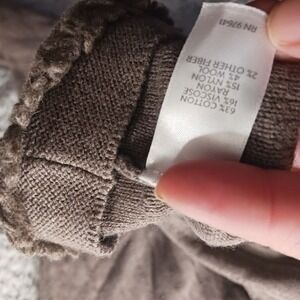 63% COTTON
16% VISCOSE
RAYON
15% NYLON
4% WOOL
2% OTHER FIBER
RN 97641